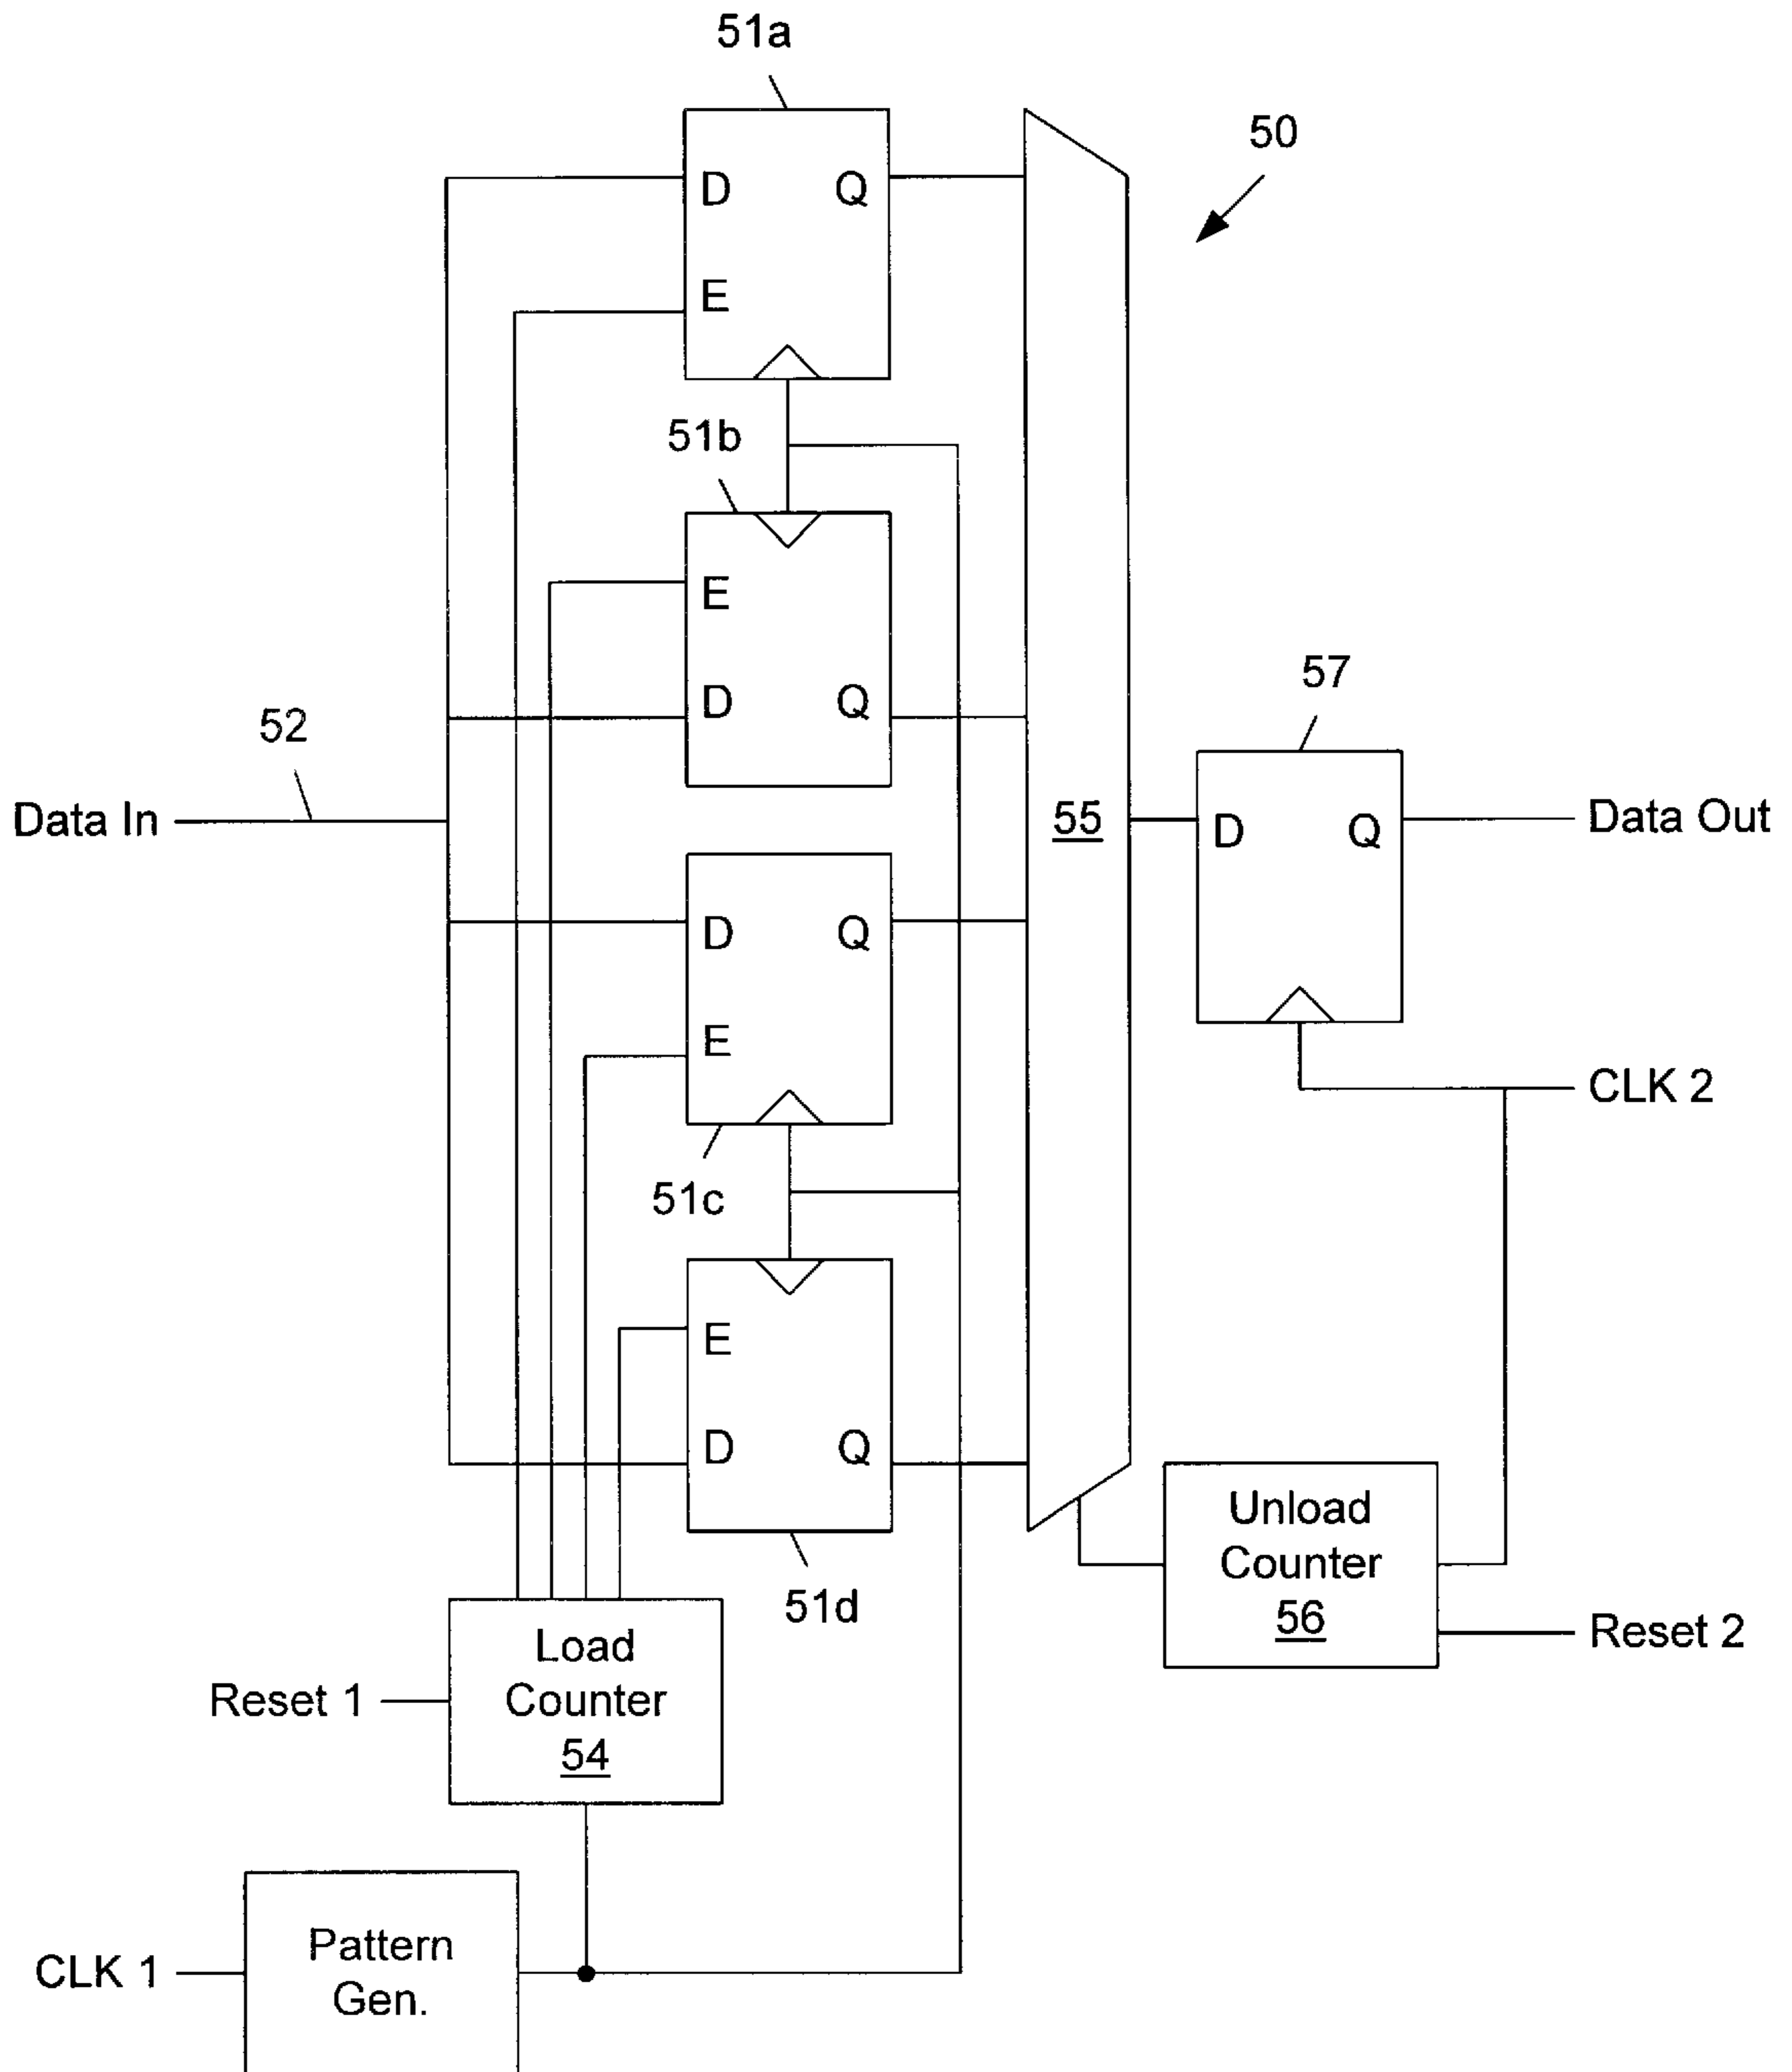 51a
50
D Q
E
51b
E
D Q
52
57
Data In
55
D Q
Data Out
D Q
E
CLK 2
51c
E
D Q
Unload
Counter
56
51d
Reset 2
Load
Counter
54
Reset 1
Pattern
Gen.
CLK 1